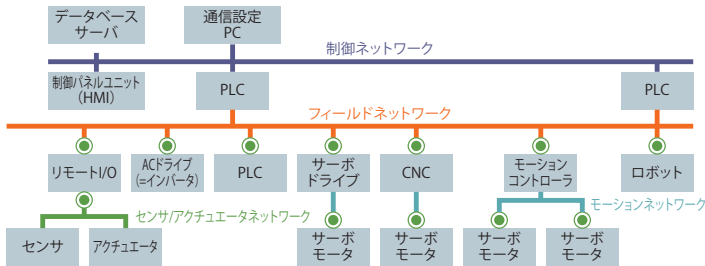 データベース
サーバ
通信設定
PC
制御ネットワーク
制御パネルユニット
（HMI）
PLC
PLC
フィールドネットワーク
リモートI/O
ACドライブ
(=インバータ)
PLC
サーボ
ドライブ
CNC
モーション
コントローラ
ロボット
センサ/アクチュエータネットワーク
モーションネットワーク
センサ
アクチュエータ
サーボ
モータ
サーボ
モータ
サーボ
モータ
サーボ
モータ